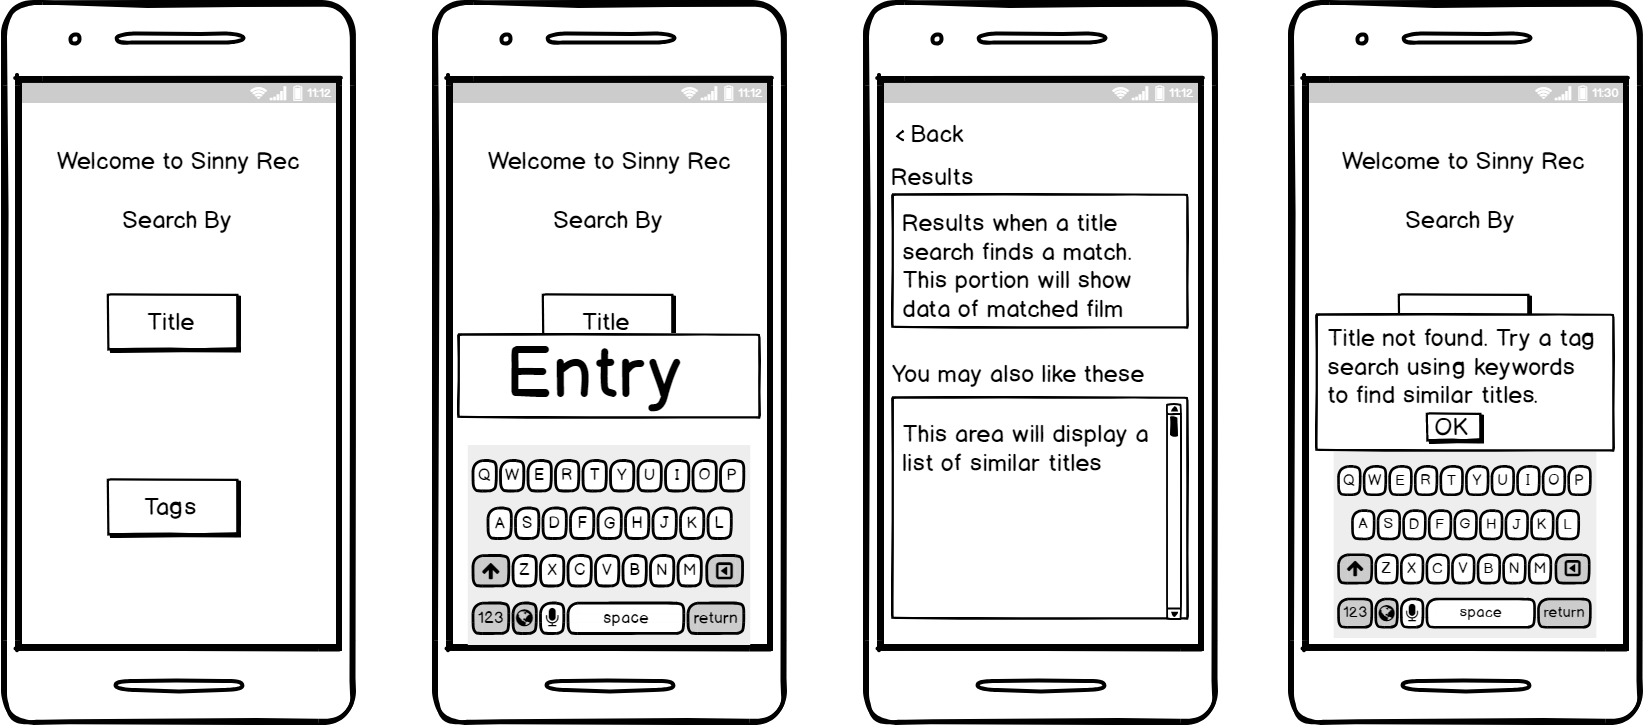 11:12
Welcome to Sinny Rec
Search By
Title
Tags
11:12
Welcome to Sinny Rec
Search By
Title
Entry
Q W E R T Y U I O P
A S D F G H J K L
Z X C V B N M
123 space return
11:12
< Back
Results
Results when a title
search finds a match.
This portion will show
data of matched film
You may also like these
This area will display a
list of similar titles
11:30
Welcome to Sinny Rec
Search By
Title not found. Try a tag
search using keywords
to find similar titles.
OK
Q W E R T Y U I O P
A S D F G H J K L
Z X C V B N M
123 space return